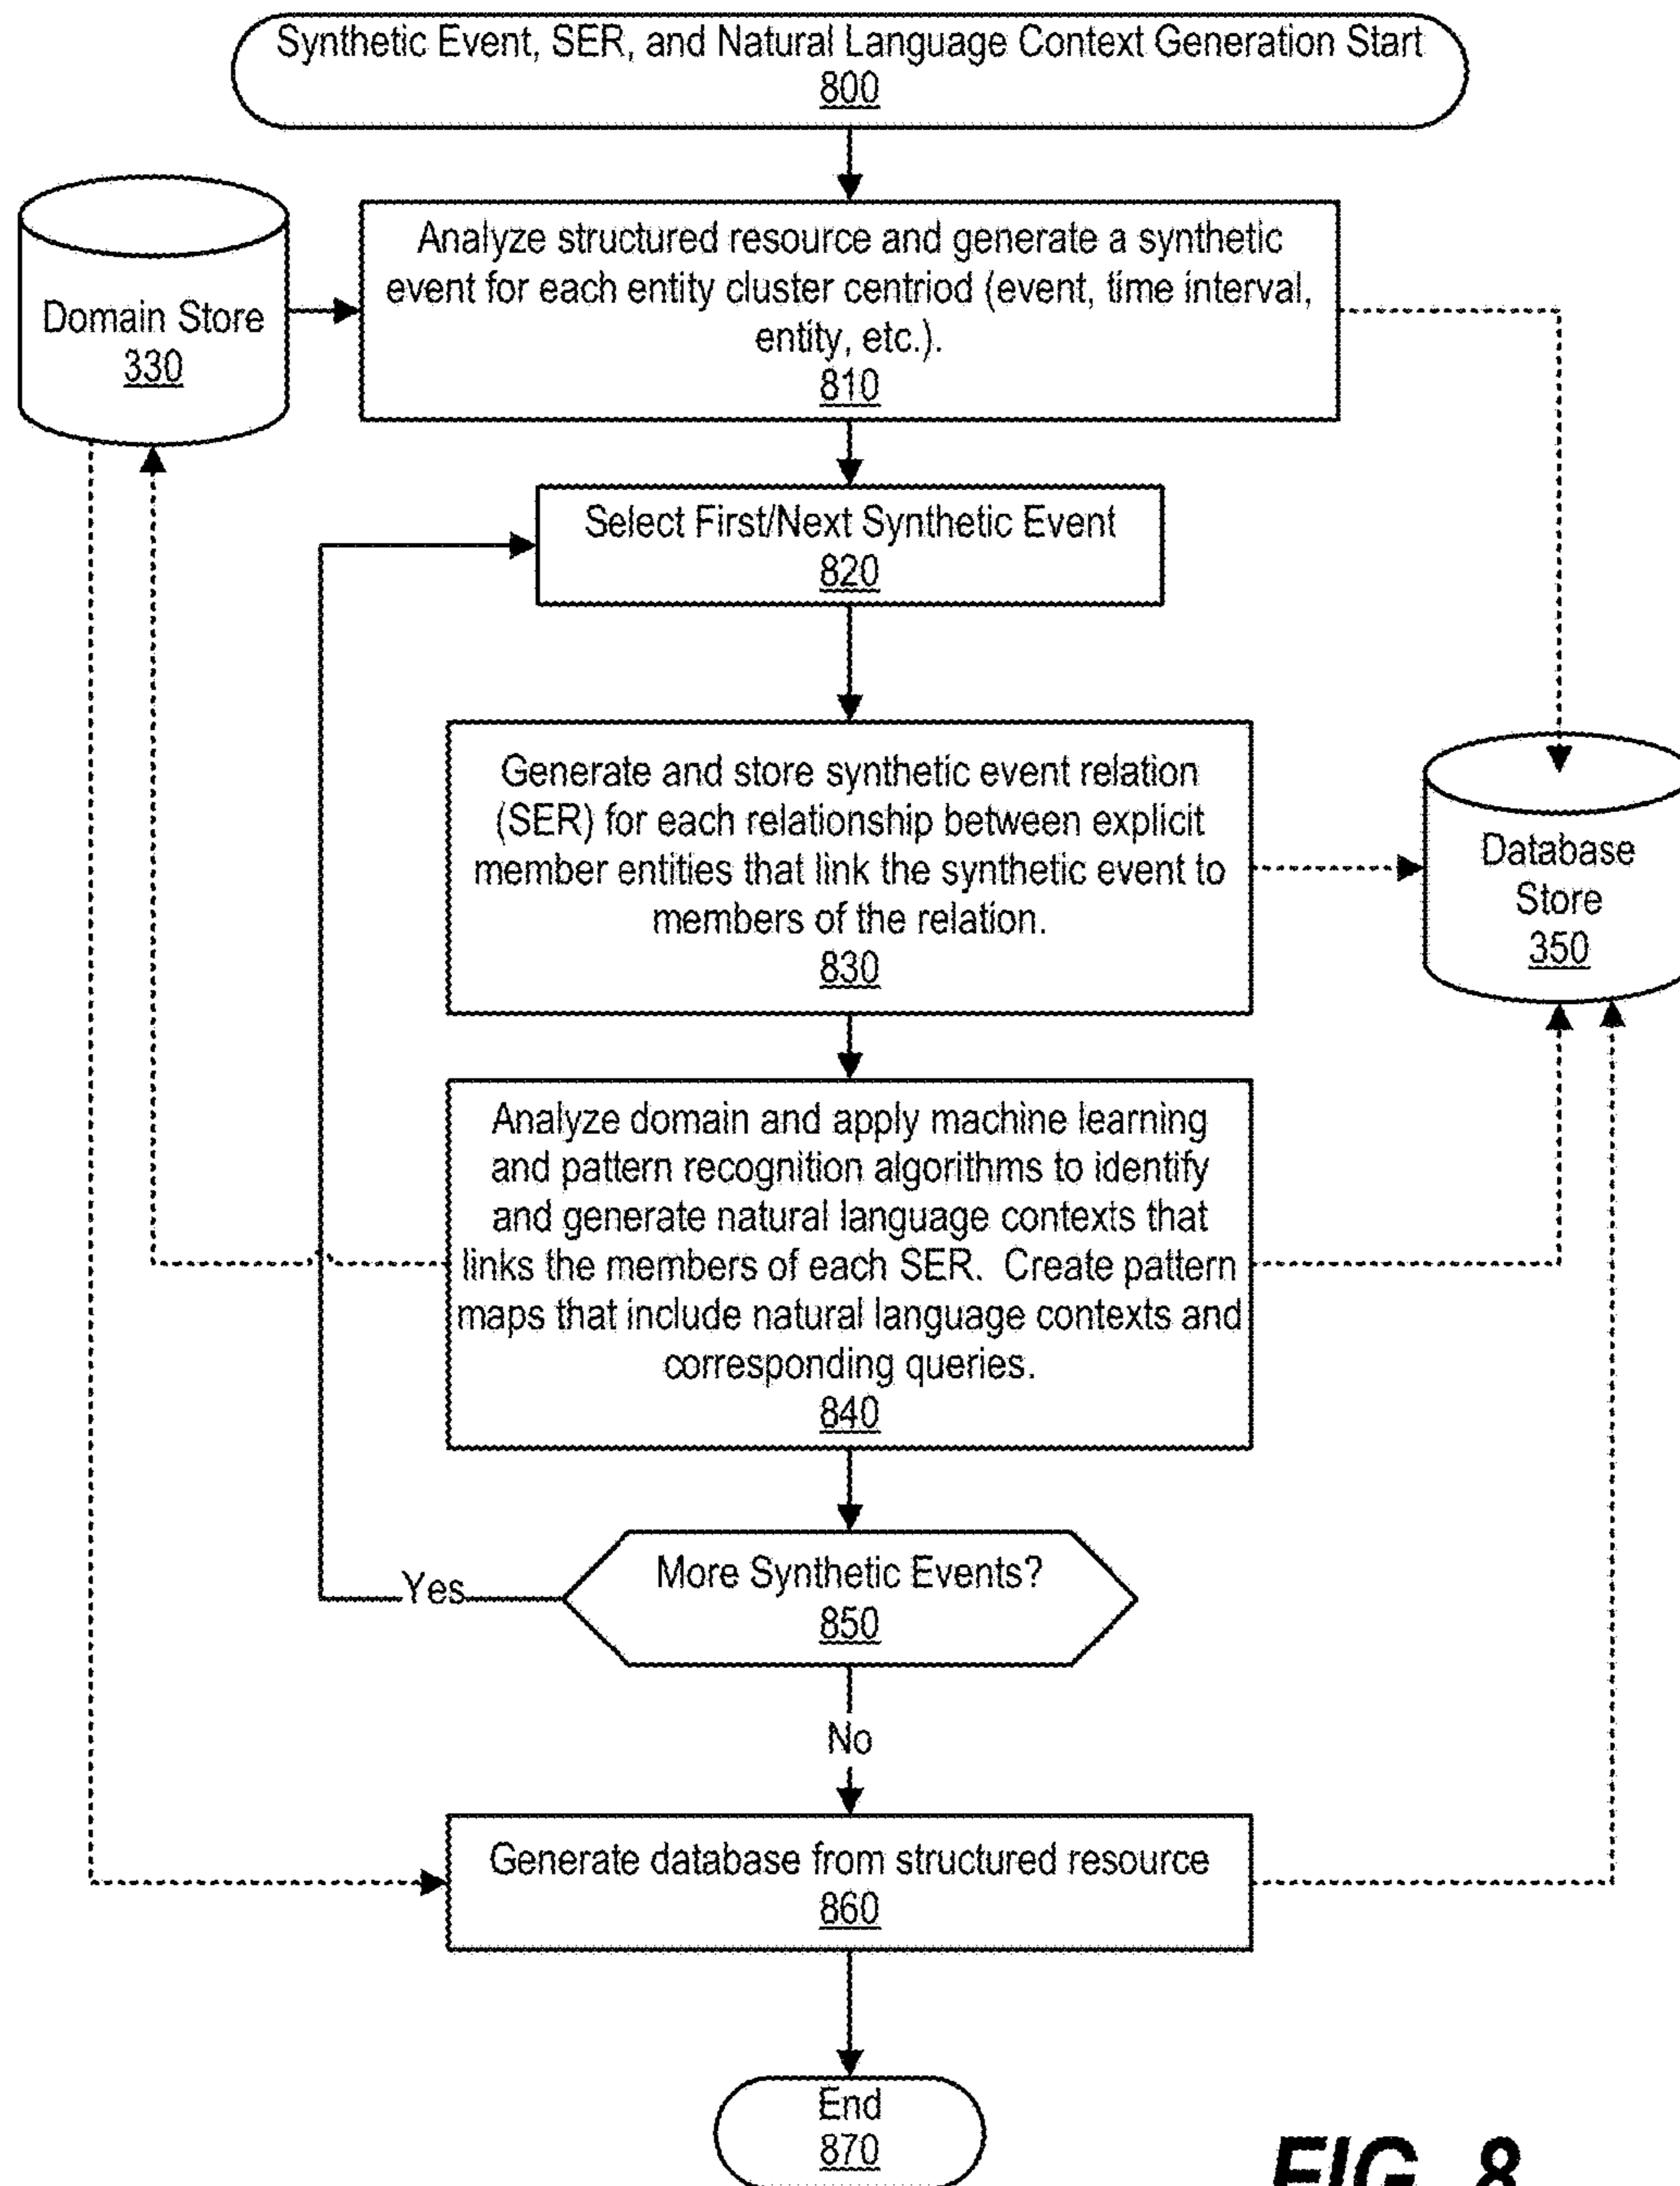 Synthetic Event, SER, and Natural Language Context Generation Start
800
Domain Store
330
Analyze structured resource and generate a synthetic
event for each entity cluster centriod (event, time interval,
entity, etc.).
810
Select First/Next Synthetic Event
820
Generate and store synthetic event relation
(SER) for each relationship between explicit
member entities that link the synthetic event to
members of the relation.
830
Database
Store
350
Analyze domain and apply machine learning
and pattern recognition algorithms to identify
and generate natural language contexts that
links the members of each SER. Create pattern
maps that include natural language contexts and
corresponding queries.
840
More Synthetic Events?
850
Yes
No
Generate database from structured resource
860
End
870
FIG. 8